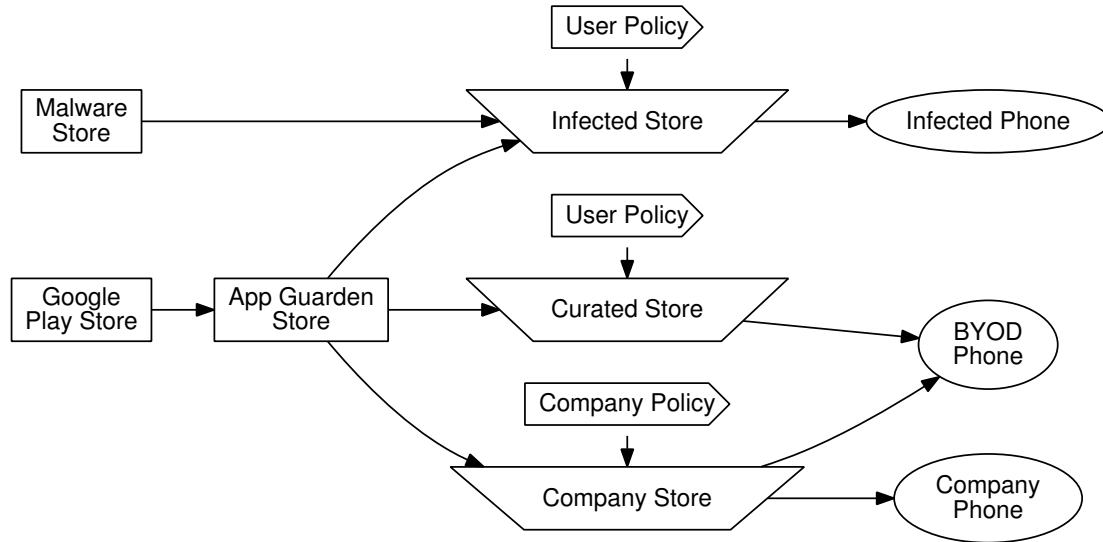 User Policy
Malware
Store
Infected Store
Infected Phone
User Policy
Google
Play Store
App Guarden
Store
Curated Store
BYOD
Phone
Company Policy
Company Store
Company
Phone